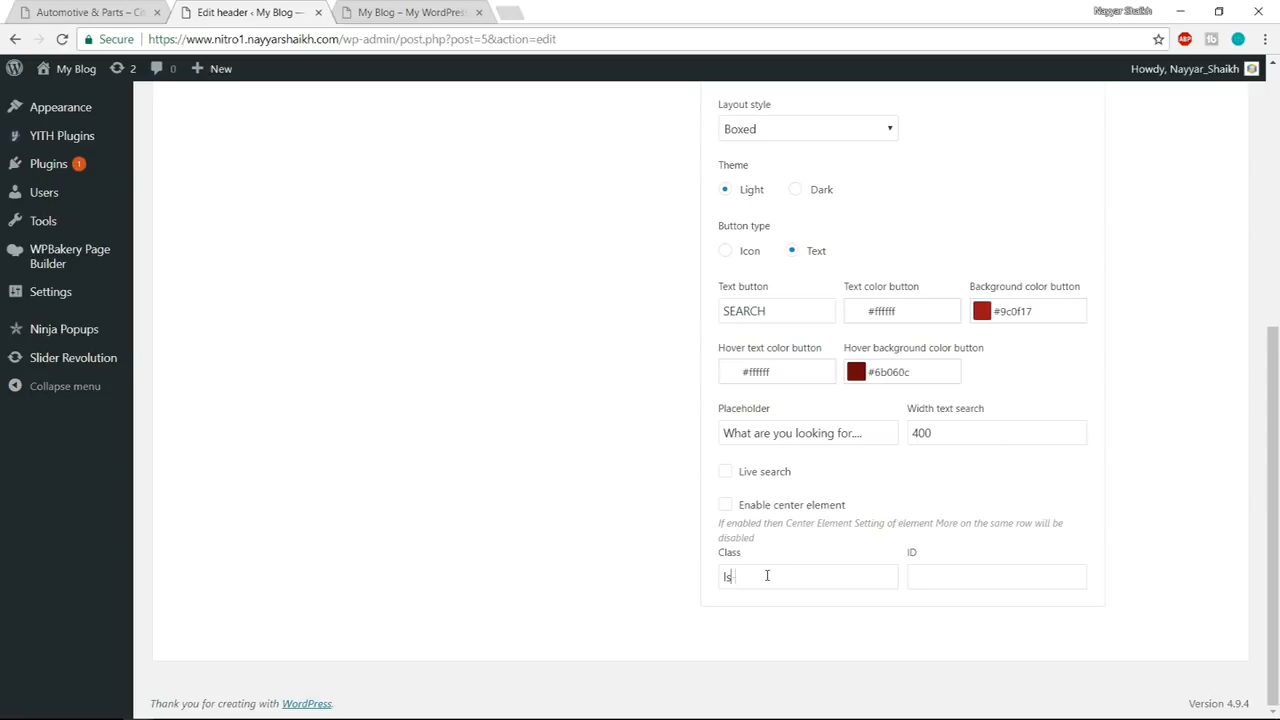 Automotive & Parts – Ci
Edit header ‹ My Blog —
My Blog – My WordPress
Nayyar Shaikh
Secure
https://www.nitro1.nayyarshaikh.com/wp-admin/post.php?post=5&action=edit
ABP
My Blog
2
0
New
Howdy, Nayyar_Shaikh
Appearance
YITH Plugins
Plugins 1
Users
Tools
WPBakery Page
Builder
Settings
Ninja Popups
Slider Revolution
Collapse menu
Layout style
Boxed
Theme
Light Dark
Button type
Icon Text
Text button Text color button Background color button
SEARCH #ffffff #9c0f17
Hover text color button Hover background color button
#ffffff #6b060c
Placeholder Width text search
What are you looking for.... 400
Live search
Enable center element
If enabled then Center Element Setting of element More on the same row will be
disabled
Class ID
ls
Thank you for creating with WordPress.
Version 4.9.4